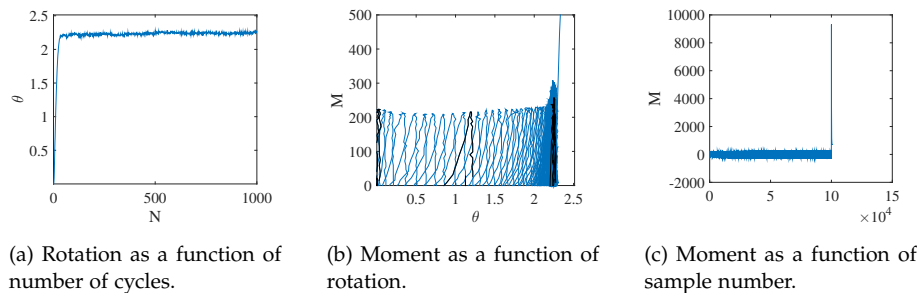 2.5
2
1.5
1
0.5
θ
0
500
1000
N
500
400
300
200
100
0
M
0
0.5
1
1.5
2
2.5
θ
10000
8000
6000
4000
2000
0
-2000
M
0
5
10
15
×10⁴
(a) Rotation as a function of
number of cycles.
(b) Moment as a function of
rotation.
(c) Moment as a function of
sample number.